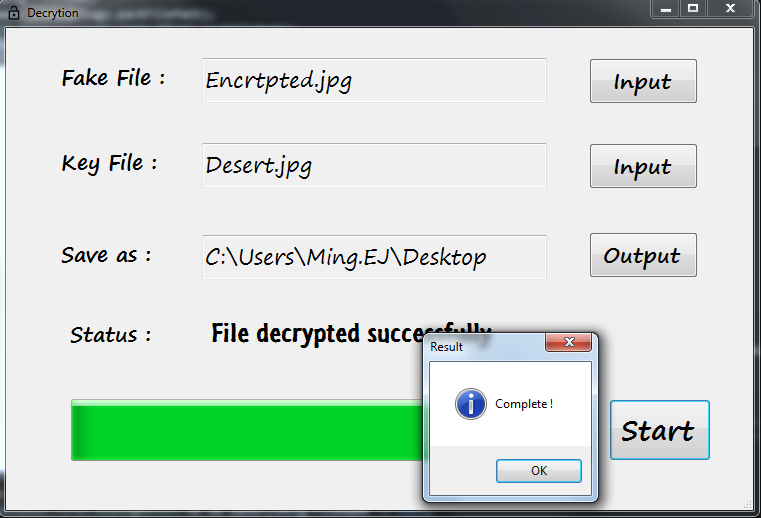 Decrytion
Fake File :
Encrtpted.jpg
Input
Key File :
Desert.jpg
Input
Save as :
C:\Users\Ming.EJ\Desktop
Output
Status :
File decrypted successfully
Result
Complete !
OK
Start